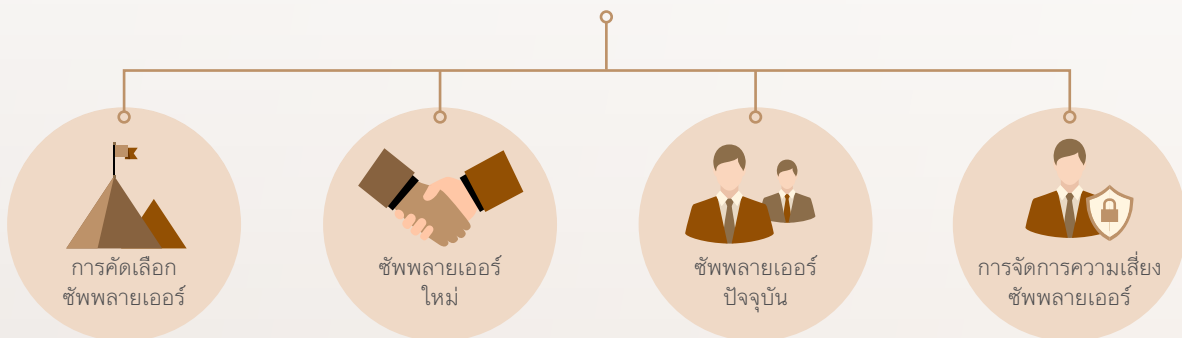 การคัดเลือก
ซัพพลายเออร์
ซัพพลายเออร์
ใหม่
ซัพพลายเออร์
ปัจจุบัน
การจัดการความเสี่ยง
ซัพพลายเออร์